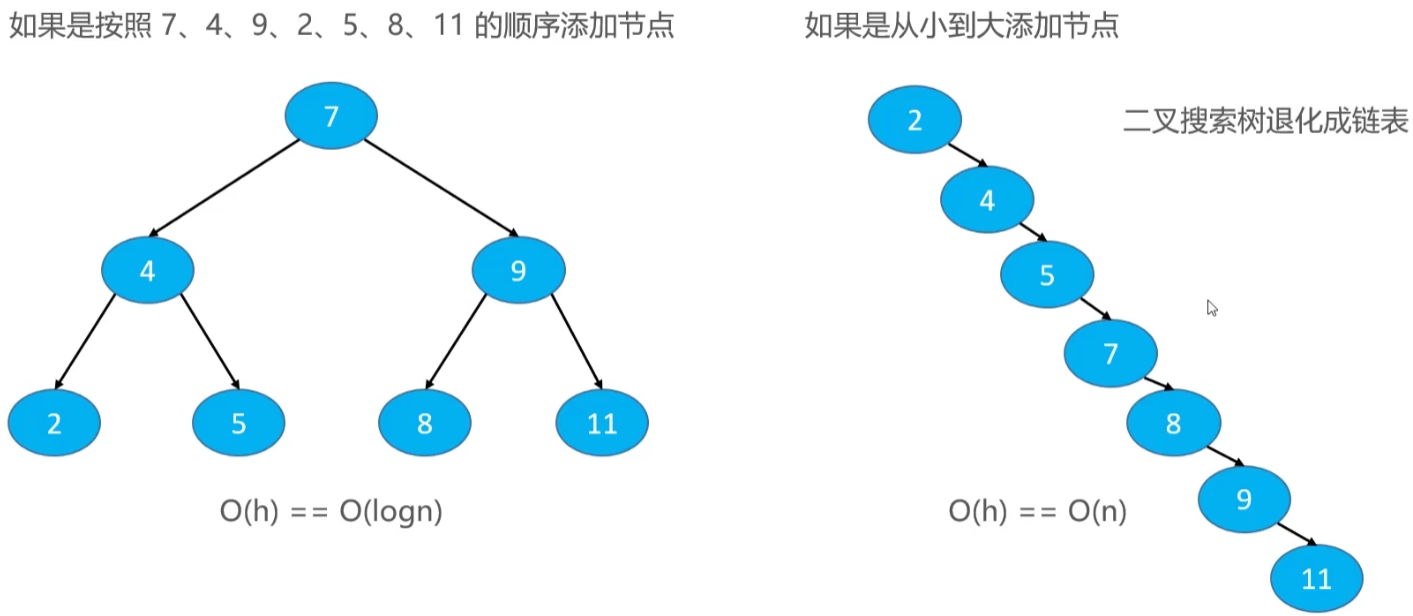 如果是按照 7、4、9、2、5、8、11 的顺序添加节点
7
4
9
2
5
8
11
O(h) == O(logn)
如果是从小到大添加节点
二叉搜索树退化成链表
2
4
5
7
8
9
11
O(h) == O(n)